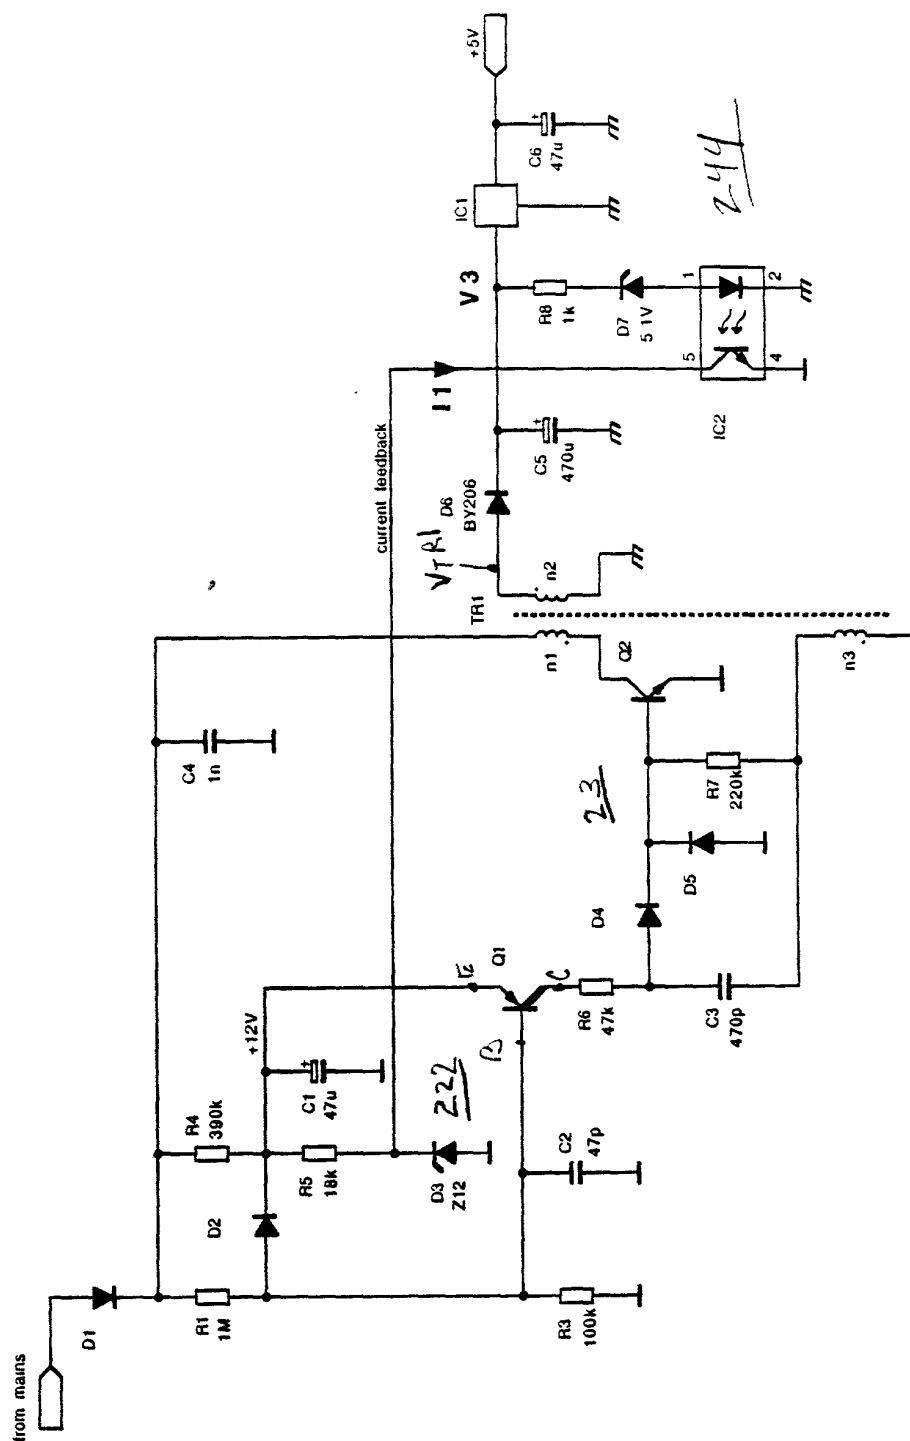 from mains
D1
R1
1M
R3
100k
D2
R4
390k
+12V
R5
18k
C1
47u
D3
Z12
222
C2
47p
E
Q1
B
C
R6
47k
C3
470p
D4
D5
23
R7
220k
C4
1n
n1
Q2
n3
TR1
n2
VTR1
D6
BY206
current feedback
C5
470u
I1
V3
R8
1k
D7
5.1V
IC2
5
4
1
2
244
IC1
C6
47u
+5V